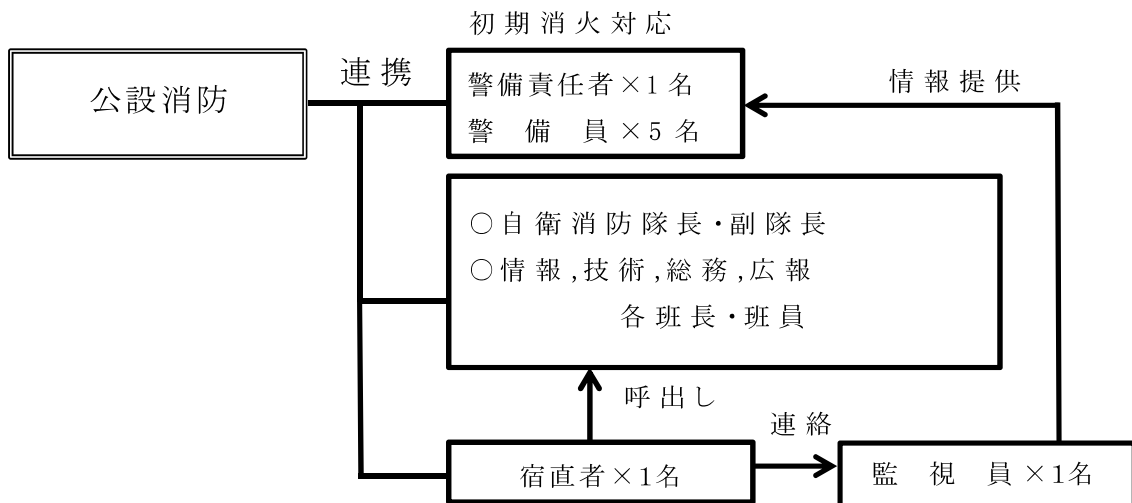 初期消火対応
公設消防
連携
警備責任者×1名
警備員×5名
情報提供
○自衛消防隊長・副隊長
○情報,技術,総務,広報
各班長・班員
呼出し
連絡
宿直者×1名
監視員×1名